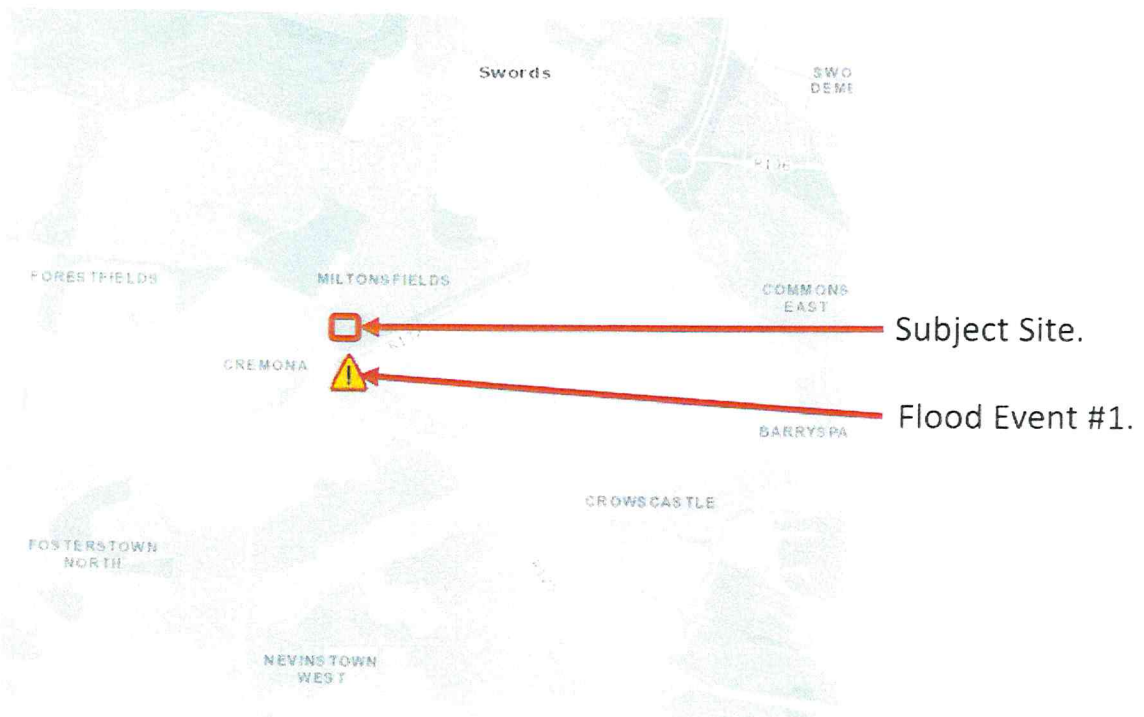 Swords
SWO
DEME
R106
FORESTFIELDS
MILTONSFIELDS
COMMONS
EAST
Subject Site.
CREMONA
Flood Event #1.
BARRYSPA
CROWSCASTLE
FOSTERSTOWN
NORTH
NEVINSTOWN
WEST